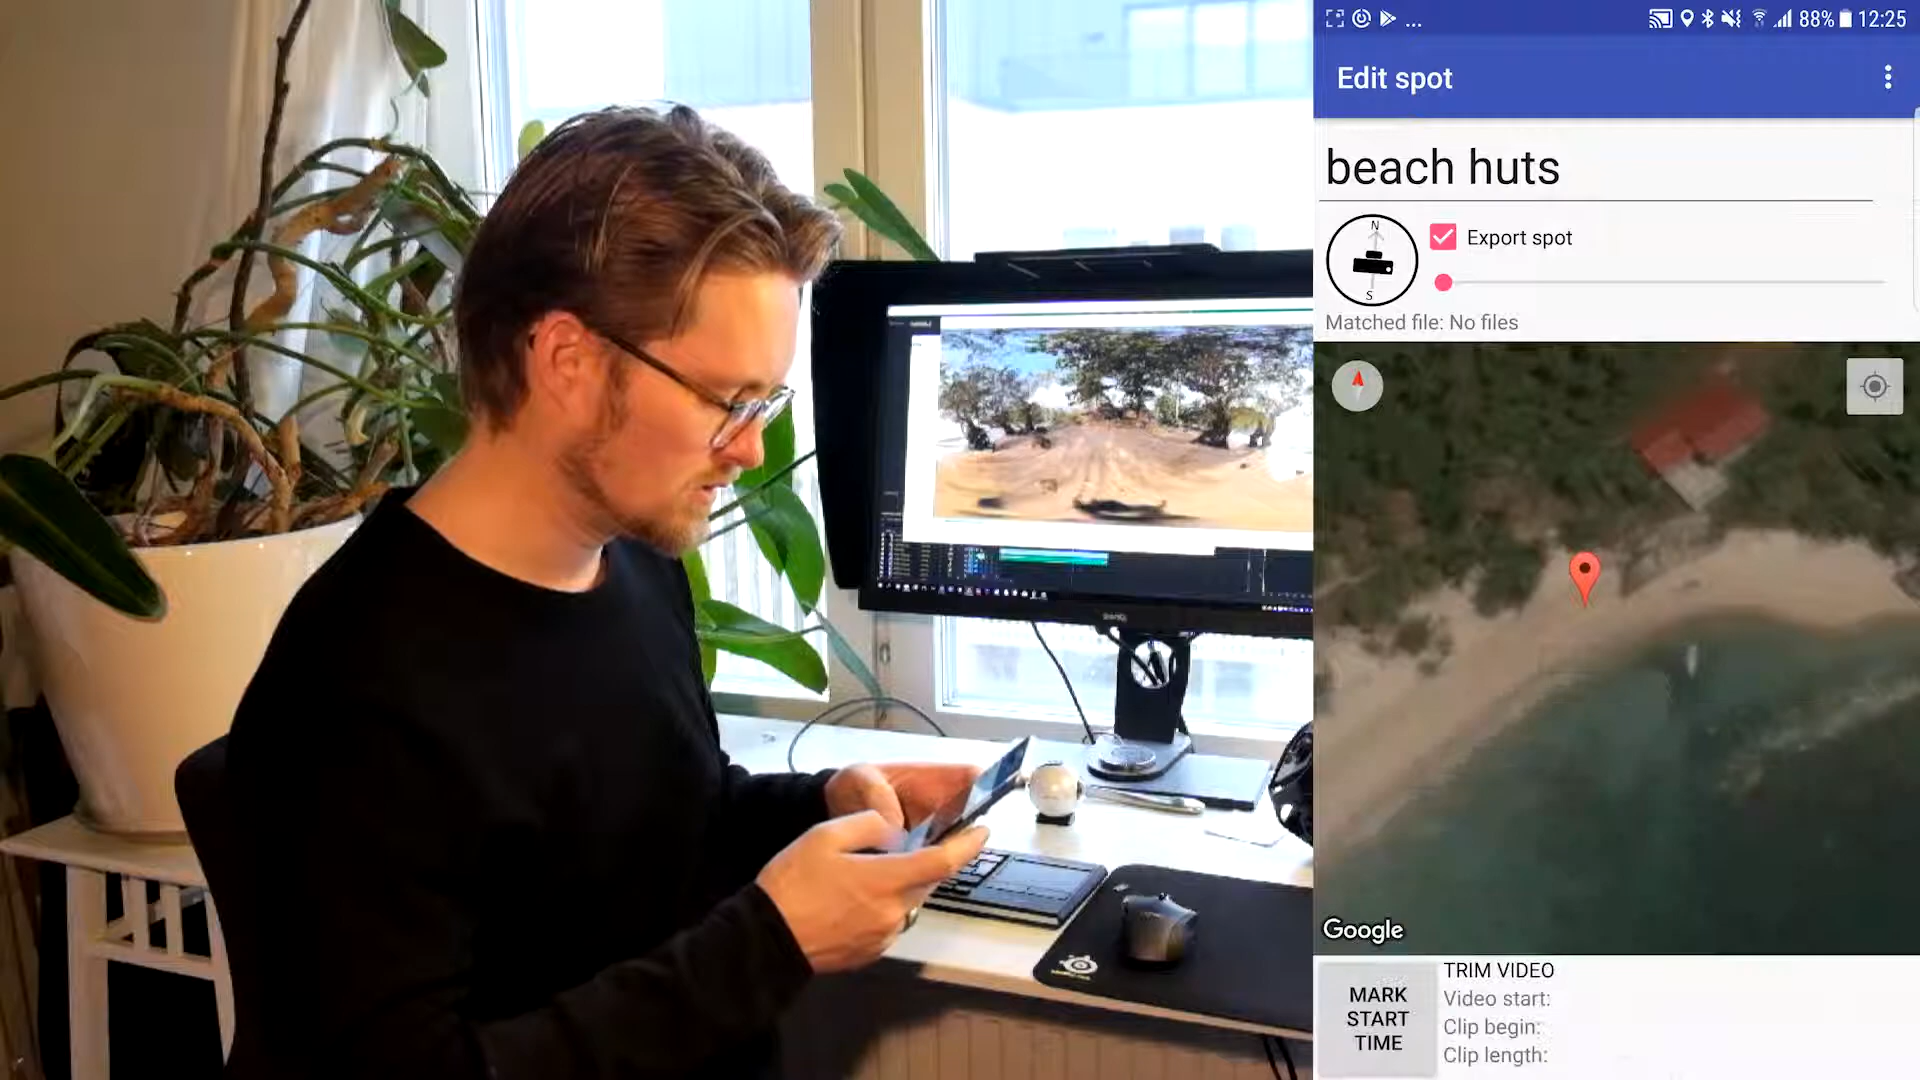 ... 88% 12:25
Edit spot
beach huts
N
S
Export spot
Matched file: No files
Google
MARK
START
TIME
TRIM VIDEO
Video start:
Clip begin:
Clip length:
BenQ